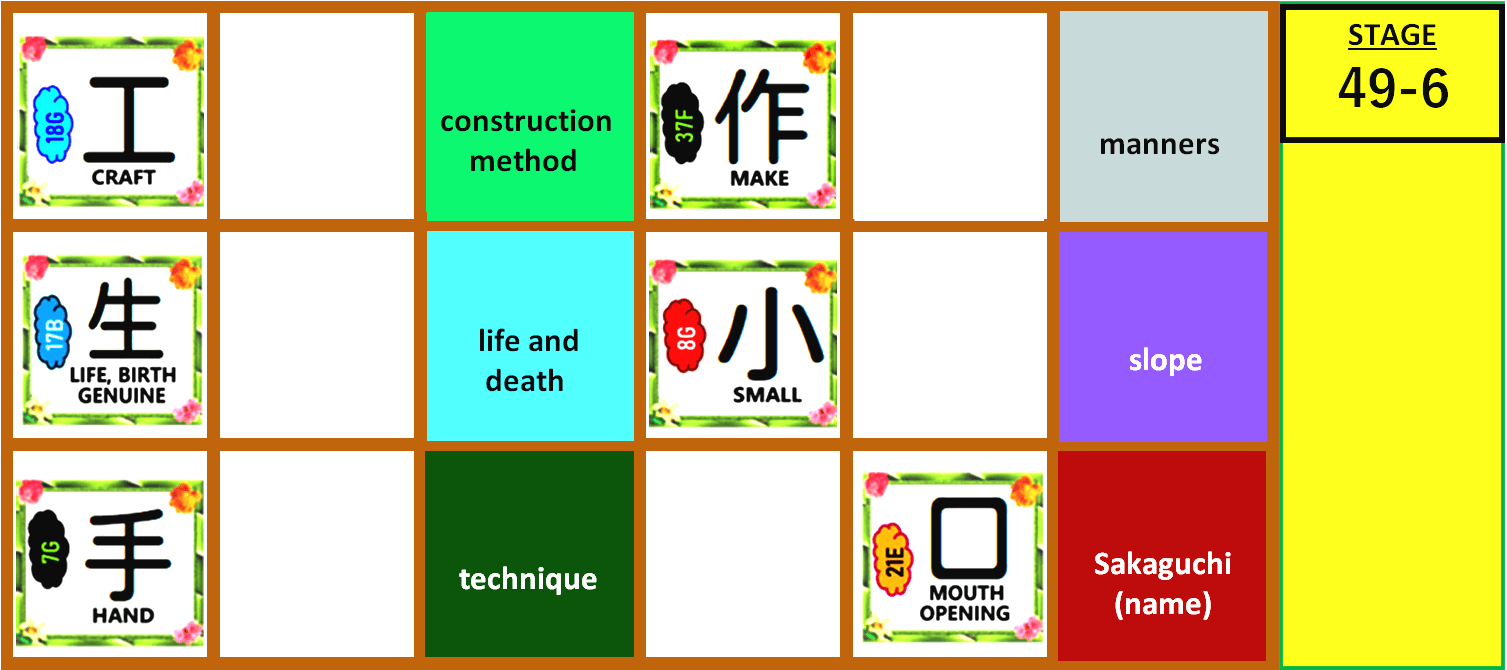 18G
工
CRAFT
construction
method
37F
作
MAKE
manners
STAGE
49-6
17B
生
LIFE, BIRTH
GENUINE
life and
death
8G
小
SMALL
slope
7G
手
HAND
technique
21E
口
MOUTH
OPENING
Sakaguchi
(name)